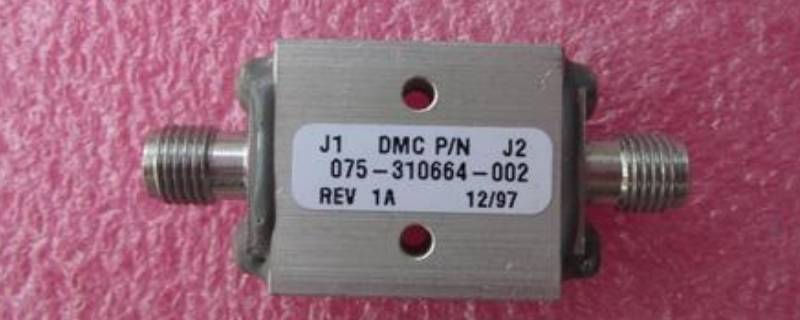 J1 DMC P/N J2
075-310664-002
REV 1A 12/97